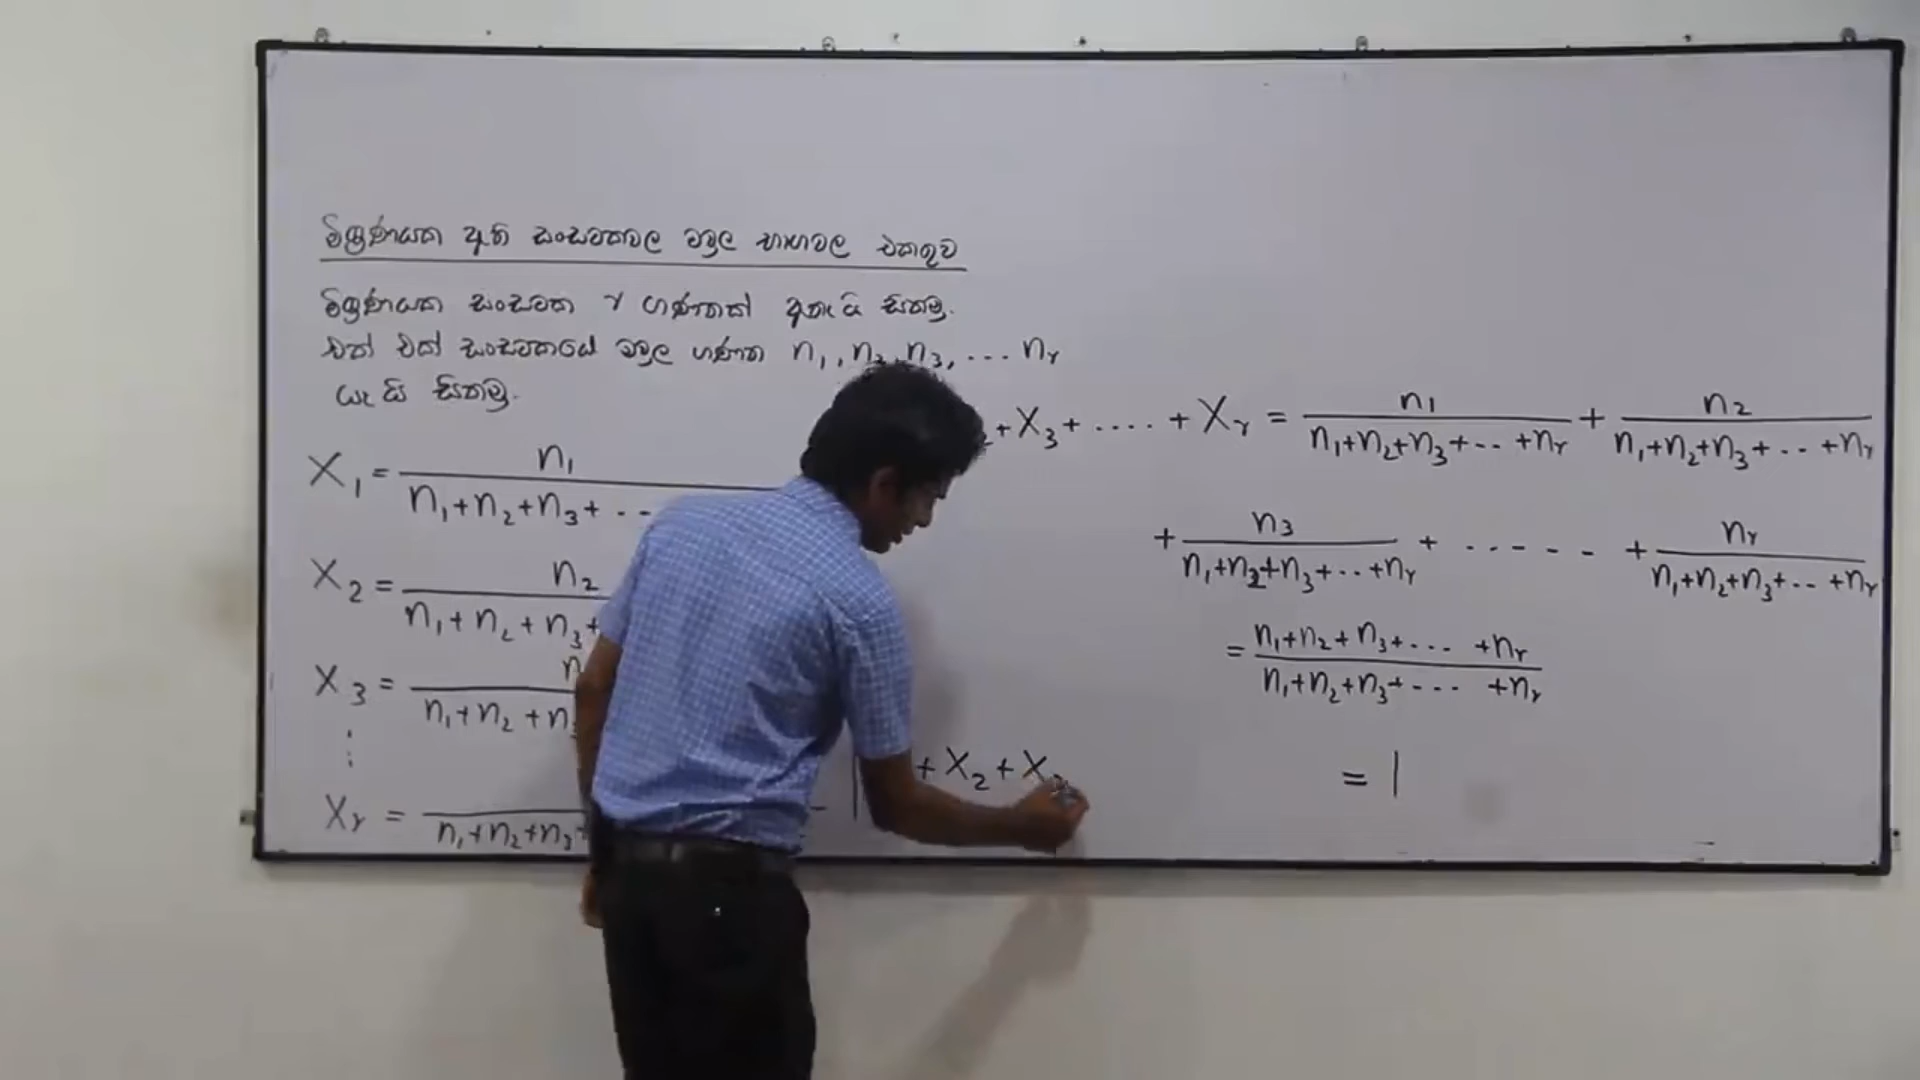 මිශ්‍රණයක ඇති සංඝටකවල මවුල භාගවල එකතුව
මිශ්‍රණයක සංඝටක r ගණනක් ඇතැයි සිතමු.
එක් එක් සංඝටකයේ මවුල ගණන n₁, n₂, n₃, ... nᵣ
යැයි සිතමු.
X₁ = n₁ / (n₁+n₂+n₃+ ..
X₂ = n₂ / (n₁+n₂+n₃+
X₃ = n / (n₁+n₂+n₃
⋮
Xᵣ = / (n₁+n₂+n₃+
₂+X₃+ .... +Xᵣ = n₁/(n₁+n₂+n₃+..+nᵣ) + n₂/(n₁+n₂+n₃+...+nᵣ)
+ n₃/(n₁+n₂+n₃+..+nᵣ) + ..... + nᵣ/(n₁+n₂+n₃+..+nᵣ)
= (n₁+n₂+n₃+... +nᵣ)/(n₁+n₂+n₃+... +nᵣ)
= 1
+X₂+X₃